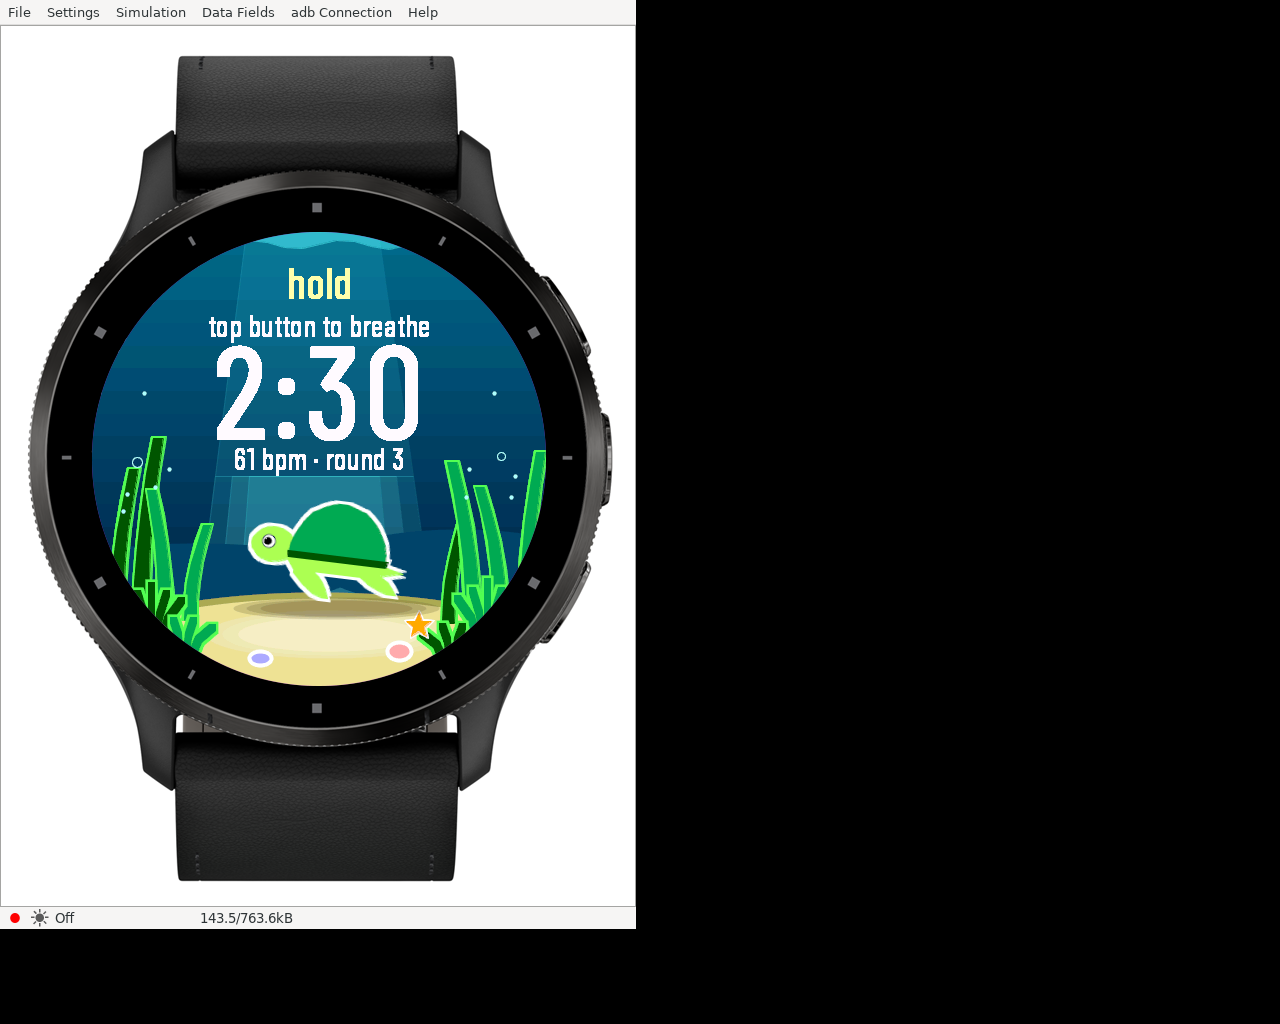 File Settings Simulation Data Fields adb Connection Help
hold
top button to breathe
2:30
61 bpm · round 3
Off 143.5/763.6kB